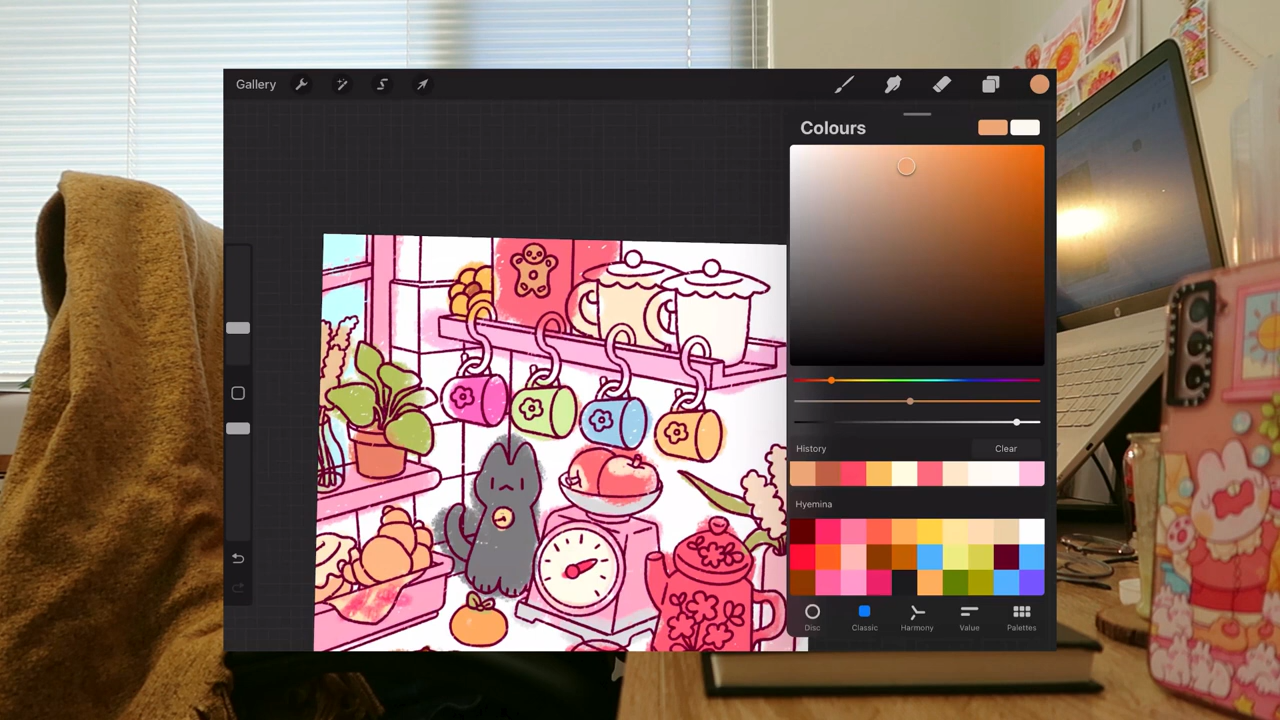 Gallery
Colours
History
Clear
Hyemina
Disc
Classic
Harmony
Value
Palettes